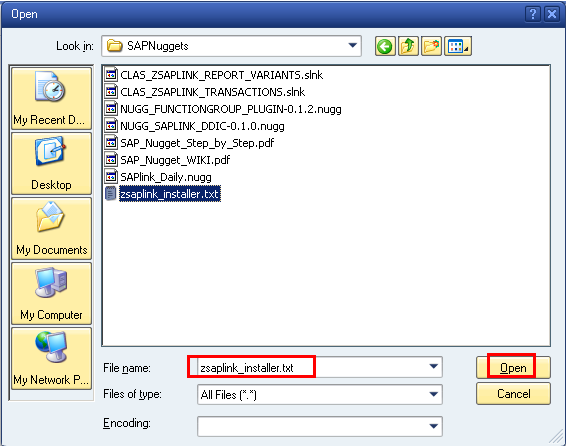 Open
Look in: SAPNuggets
CLAS_ZSAPLINK_REPORT_VARIANTS.slnk
CLAS_ZSAPLINK_TRANSACTIONS.slnk
NUGG_FUNCTIONGROUP_PLUGIN-0.1.2.nugg
NUGG_SAPLINK_DDIC-0.1.0.nugg
SAP_Nugget_Step_by_Step.pdf
SAP_Nugget_WIKI.pdf
SAPlink_Daily.nugg
zsaplink_installer.txt
My Recent D...
Desktop
My Documents
My Computer
My Network P...
File name: zsaplink_installer.txt Open
Files of type: All Files (*.*) Cancel
Encoding: